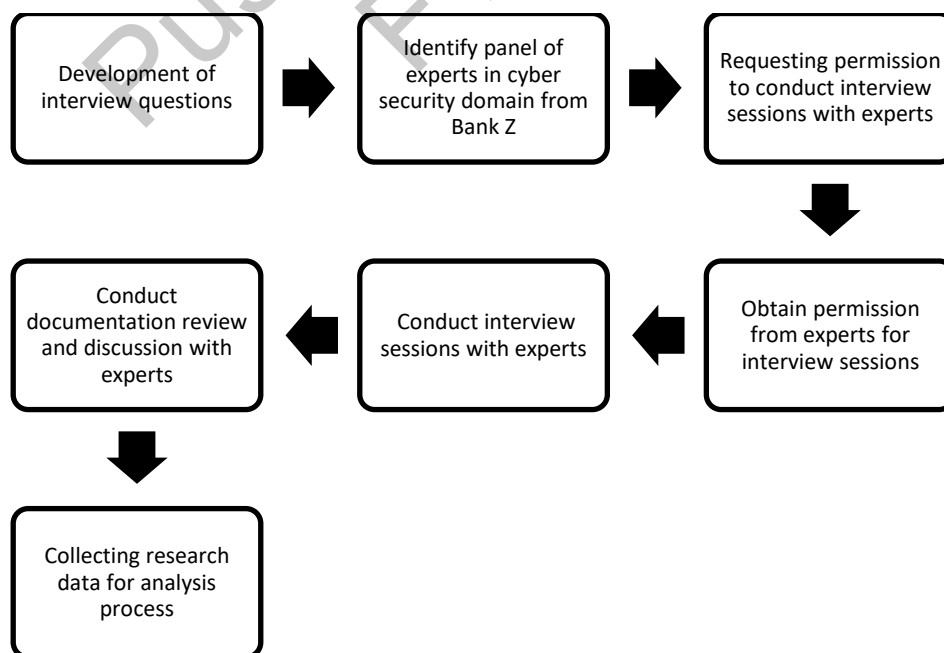 Development of
interview questions
Identify panel of
experts in cyber
security domain from
Bank Z
Requesting permission
to conduct interview
sessions with experts
Obtain permission
from experts for
interview sessions
Conduct interview
sessions with experts
Conduct
documentation review
and discussion with
experts
Collecting research
data for analysis
process